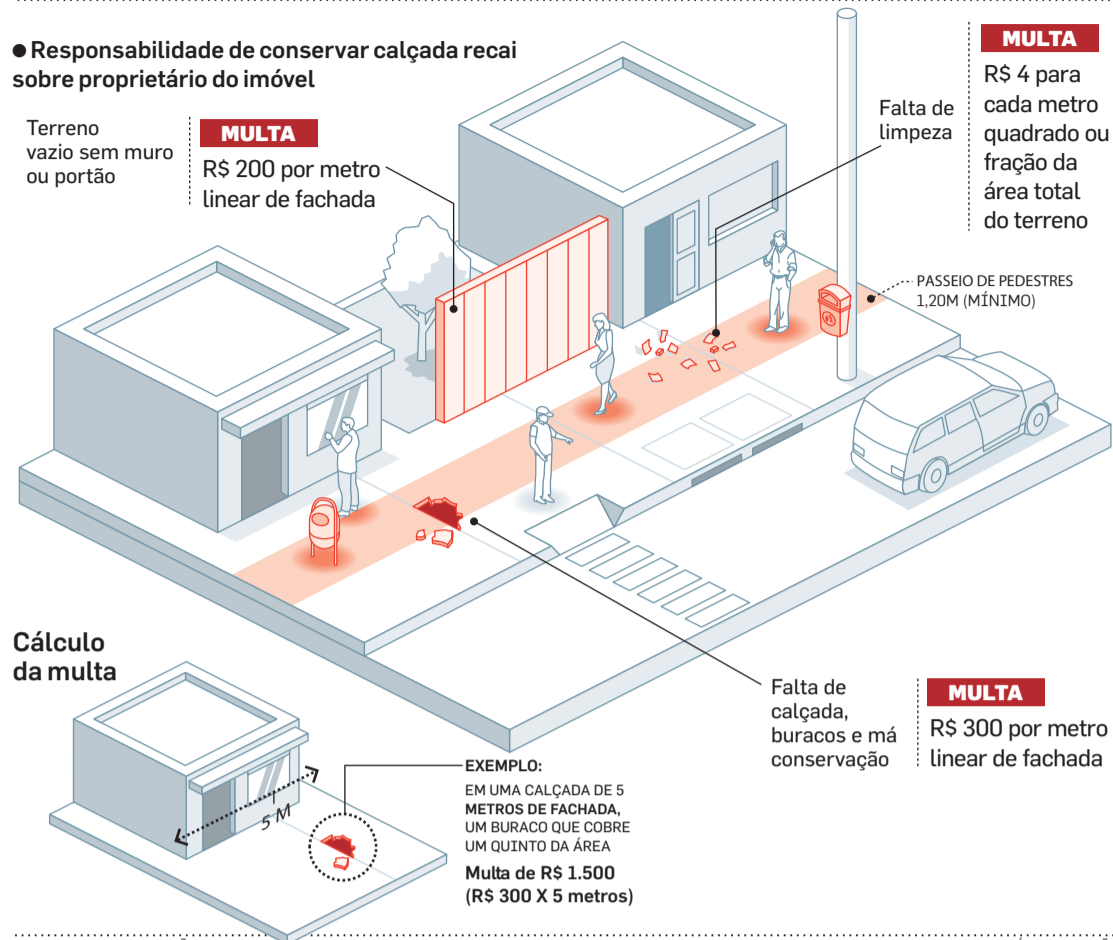 ● Responsabilidade de conservar calçada recai
sobre proprietário do imóvel
Terreno
vazio sem muro
ou portão
MULTA
R$ 200 por metro
linear de fachada
Falta de
limpeza
MULTA
R$ 4 para
cada metro
quadrado ou
fração da
área total
do terreno
PASSEIO DE PEDESTRES
1,20M (MÍNIMO)
Falta de
calçada,
buracos e má
conservação
MULTA
R$ 300 por metro
linear de fachada
Cálculo
da multa
5 M
EXEMPLO:
EM UMA CALÇADA DE 5
METROS DE FACHADA,
UM BURACO QUE COBRE
UM QUINTO DA ÁREA
Multa de R$ 1.500
(R$ 300 X 5 metros)